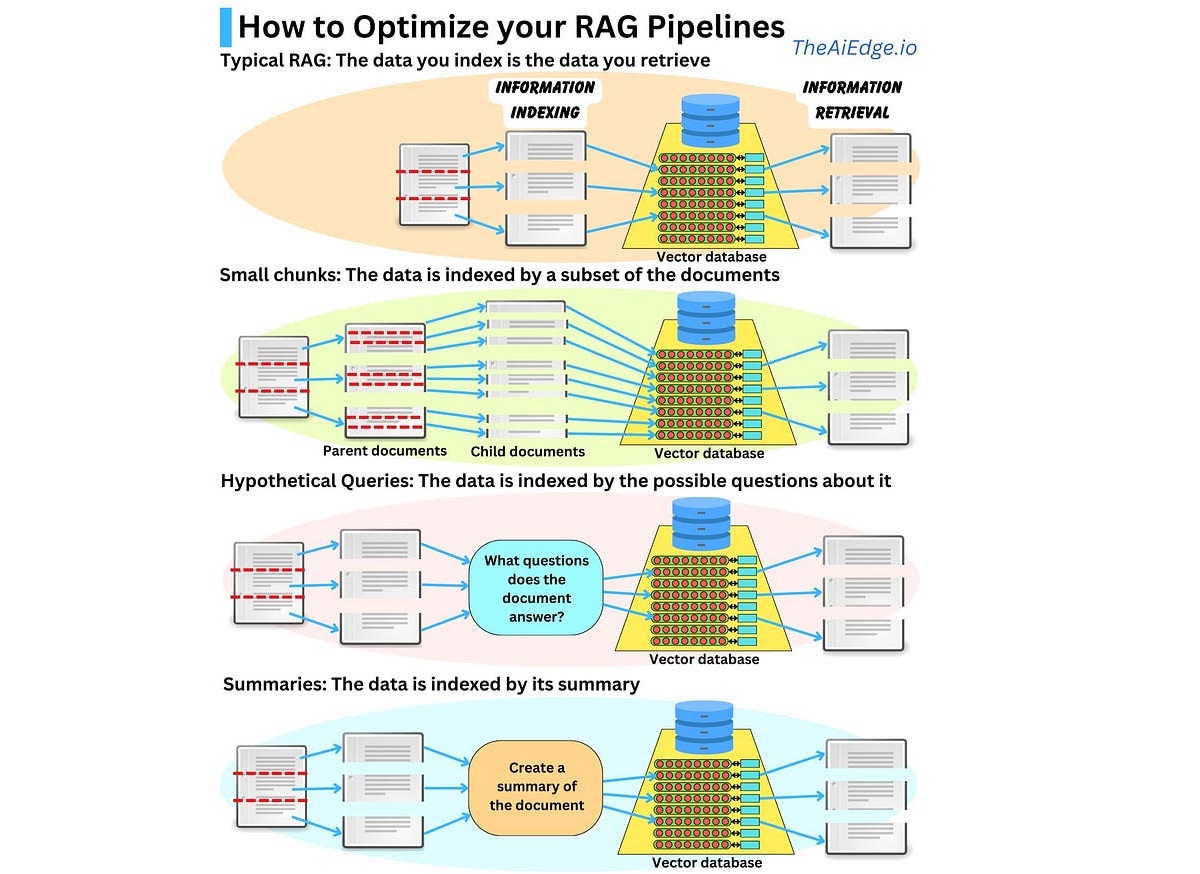 How to Optimize your RAG Pipelines
TheAiEdge.io
Typical RAG: The data you index is the data you retrieve
INFORMATION
INDEXING
INFORMATION
RETRIEVAL
Vector database
Small chunks: The data is indexed by a subset of the documents
Parent documents
Child documents
Vector database
Hypothetical Queries: The data is indexed by the possible questions about it
What questions
does the
document
answer?
Vector database
Summaries: The data is indexed by its summary
Create a
summary of
the document
Vector database